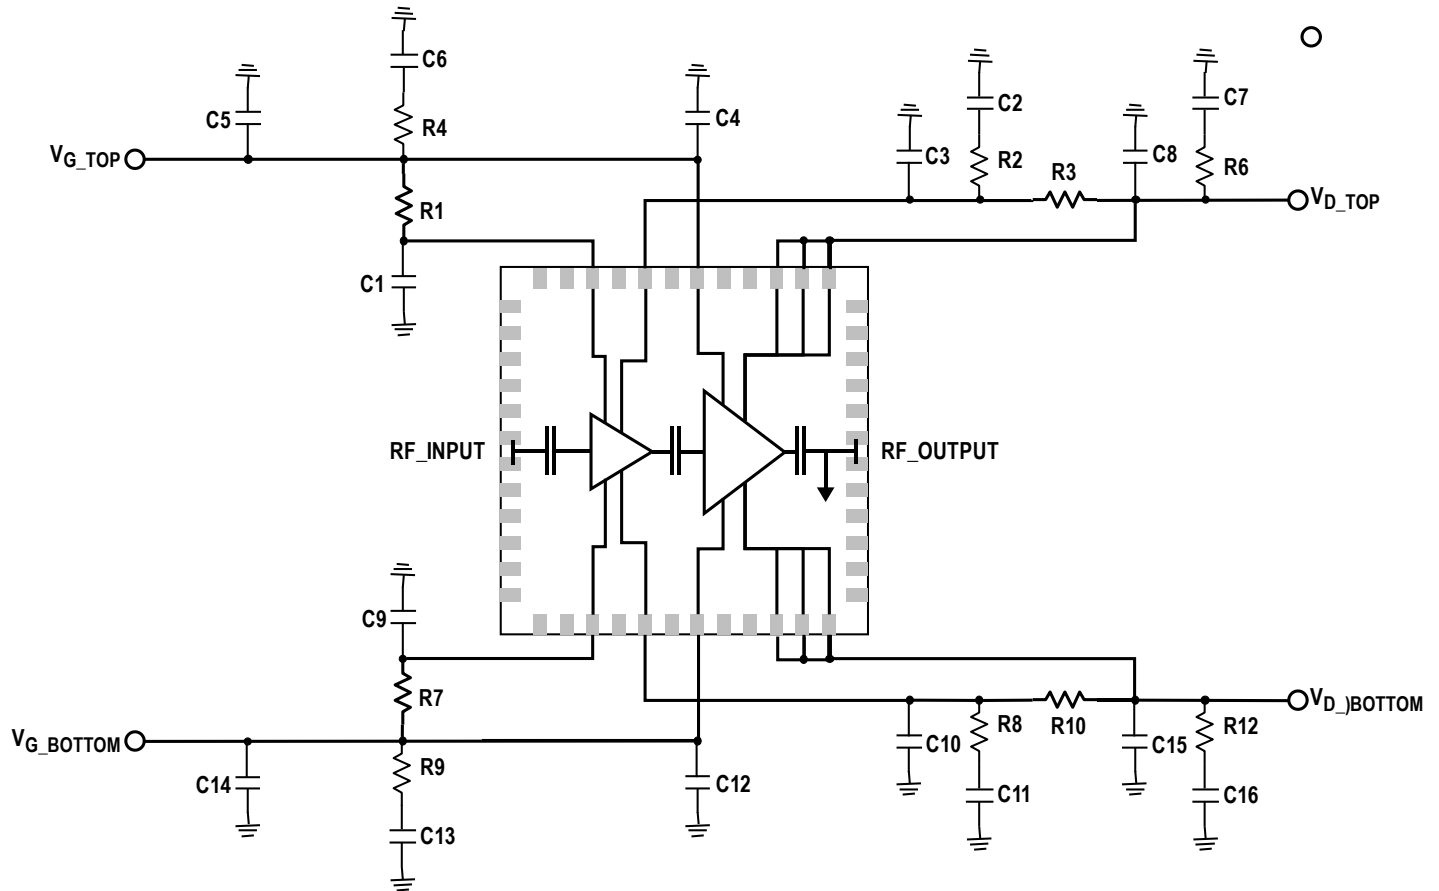 C6
C5
R4
C4
C2
C7
C3
R2
R3
C8
R6
VG_TOP
R1
VD_TOP
C1
RF_INPUT
RF_OUTPUT
C9
R7
VG_BOTTOM
R9
C14
C13
C12
C10
R8
C11
R10
C15
R12
C16
VD_)BOTTOM